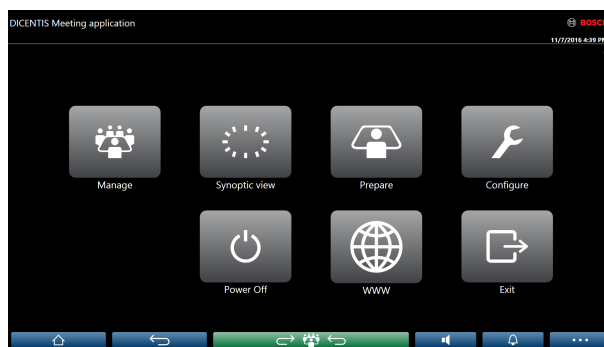 DICENTIS Meeting application
BOSCH
11/7/2016 4:39 PM
Manage
Synoptic view
Prepare
Configure
Power Off
WWW
Exit